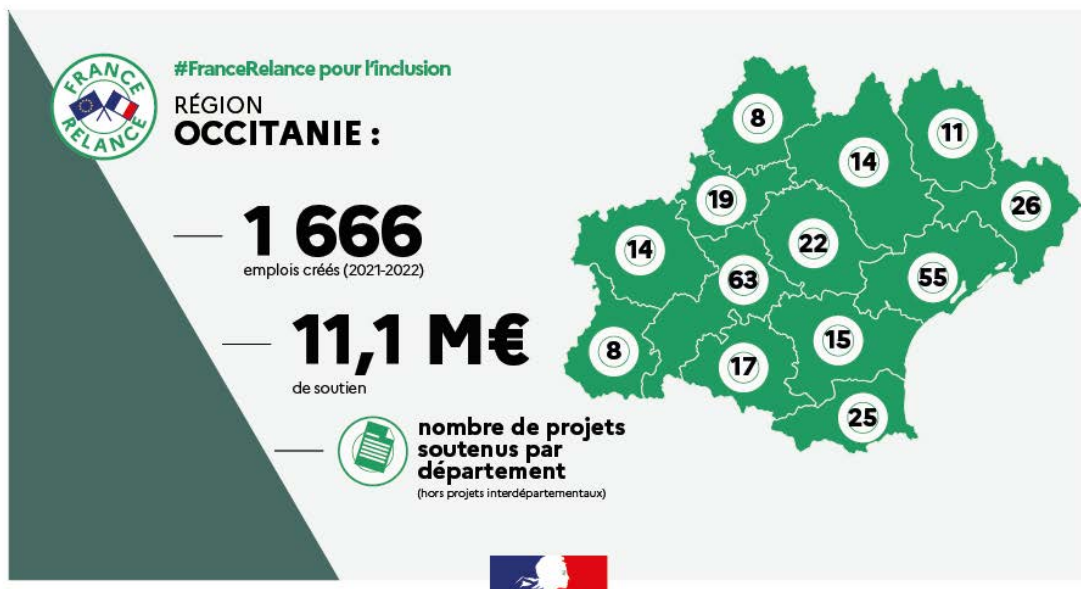 FRANCE
RELANCE
#FranceRelance pour l'inclusion
RÉGION
OCCITANIE :
1 666
emplois créés (2021-2022)
11,1 M€
de soutien
nombre de projets
soutenus par
département
(hors projets interdépartementaux)
8
14
11
19
26
14
22
63
55
8
17
15
25